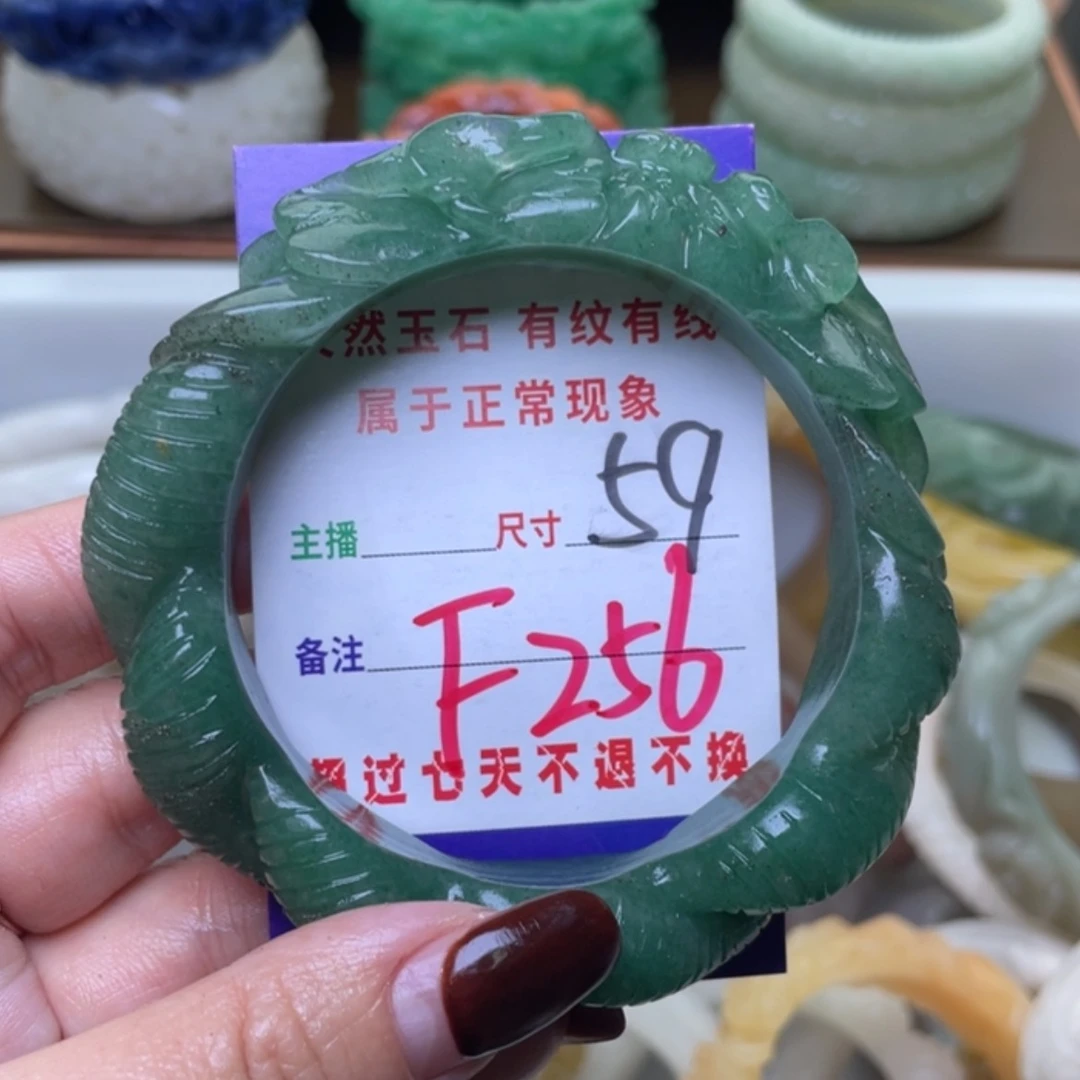 然玉石 有纹有线
属于正常现象
主播 尺寸 59
备注 F256
超过七天不退不换